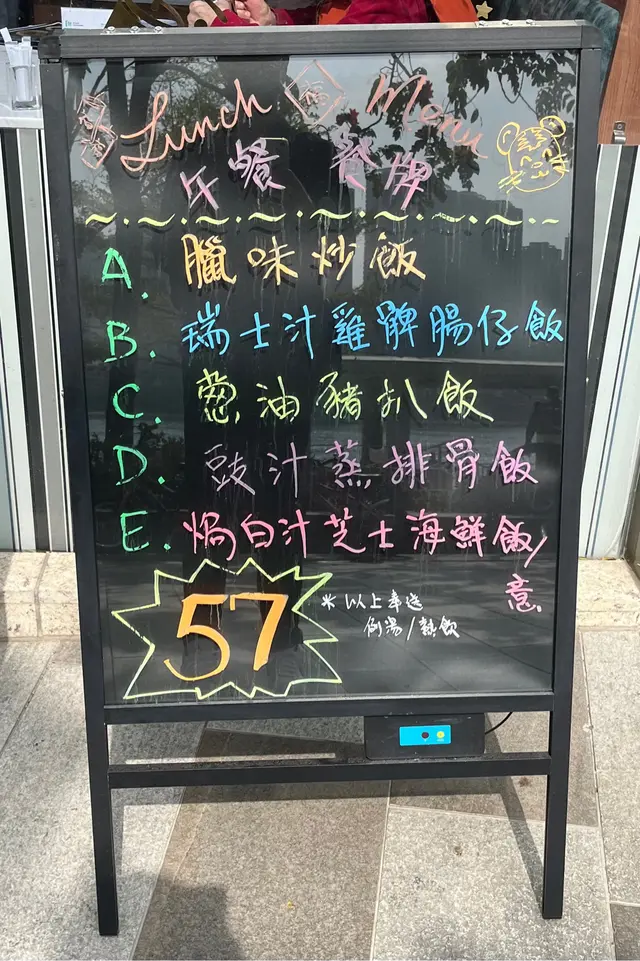 Lunch Menu
午餐 餐牌
A. 臘味炒飯
B. 瑞士汁雞髀腸仔飯
C. 葱油豬扒飯
D. 豉汁蒸排骨飯
E. 焗白汁芝士海鮮飯/意
57
* 以上奉送
例湯/熱飲